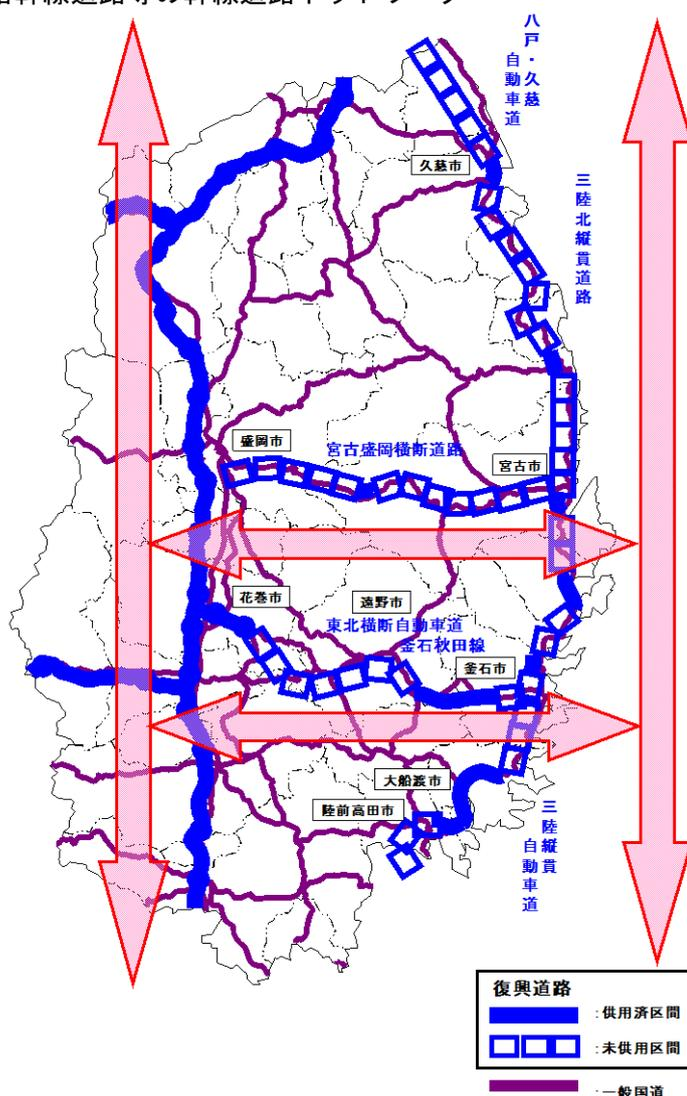 幹線道路等の幹線道路ネットワーク
八戸・久慈
自動車道
久慈市
三陸北縦貫道路
盛岡市
宮古盛岡横断道路
宮古市
花巻市
遠野市
東北横断自動車道
釜石秋田線
釜石市
大船渡市
陸前高田市
三陸縦貫
自動車道
復興道路
:供用済区間
:未供用区間
:一般国道